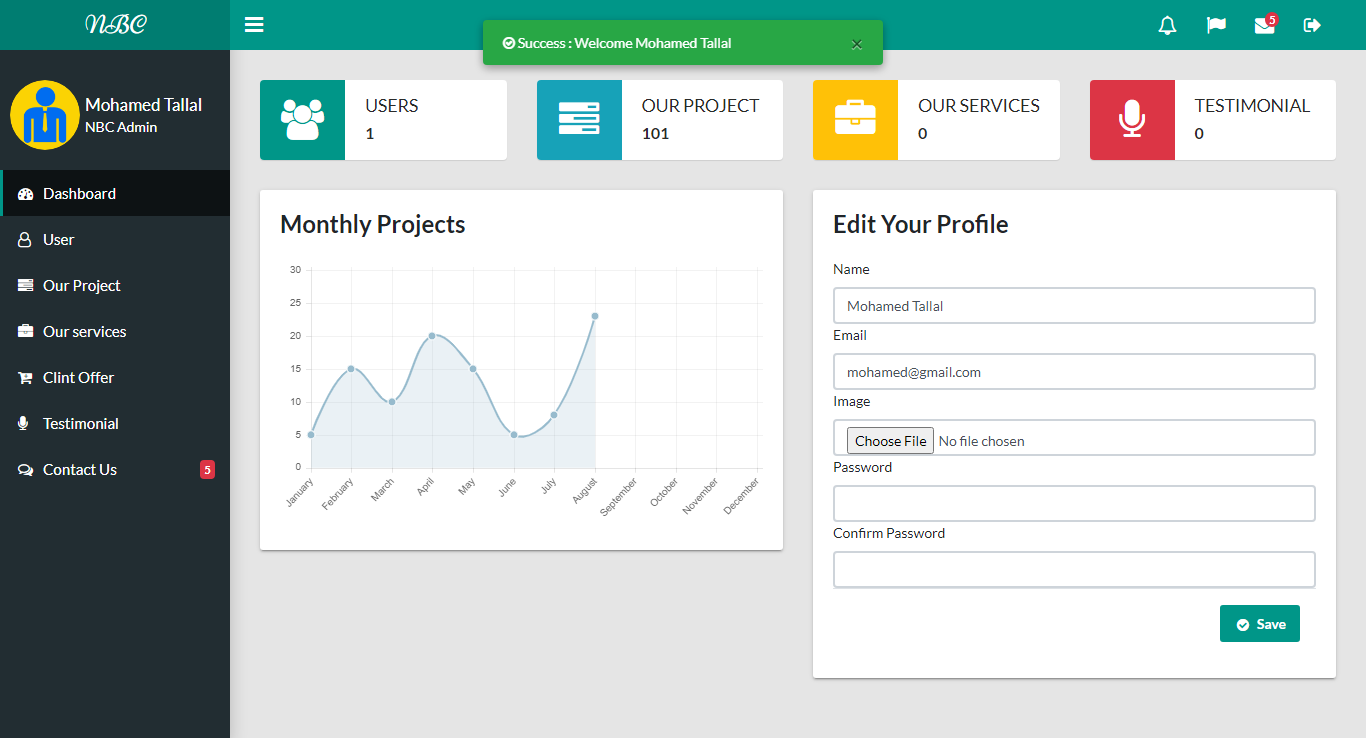 NBC
5
Success : Welcome Mohamed Tallal
×
Mohamed Tallal
NBC Admin
Dashboard
User
Our Project
Our services
Clint Offer
Testimonial
Contact Us 5
USERS
1
OUR PROJECT
101
OUR SERVICES
0
TESTIMONIAL
0
Monthly Projects
30
25
20
15
10
5
0
January February March April May June July August September October November December
Edit Your Profile
Name
Mohamed Tallal
Email
mohamed@gmail.com
Image
Choose File No file chosen
Password
Confirm Password
Save